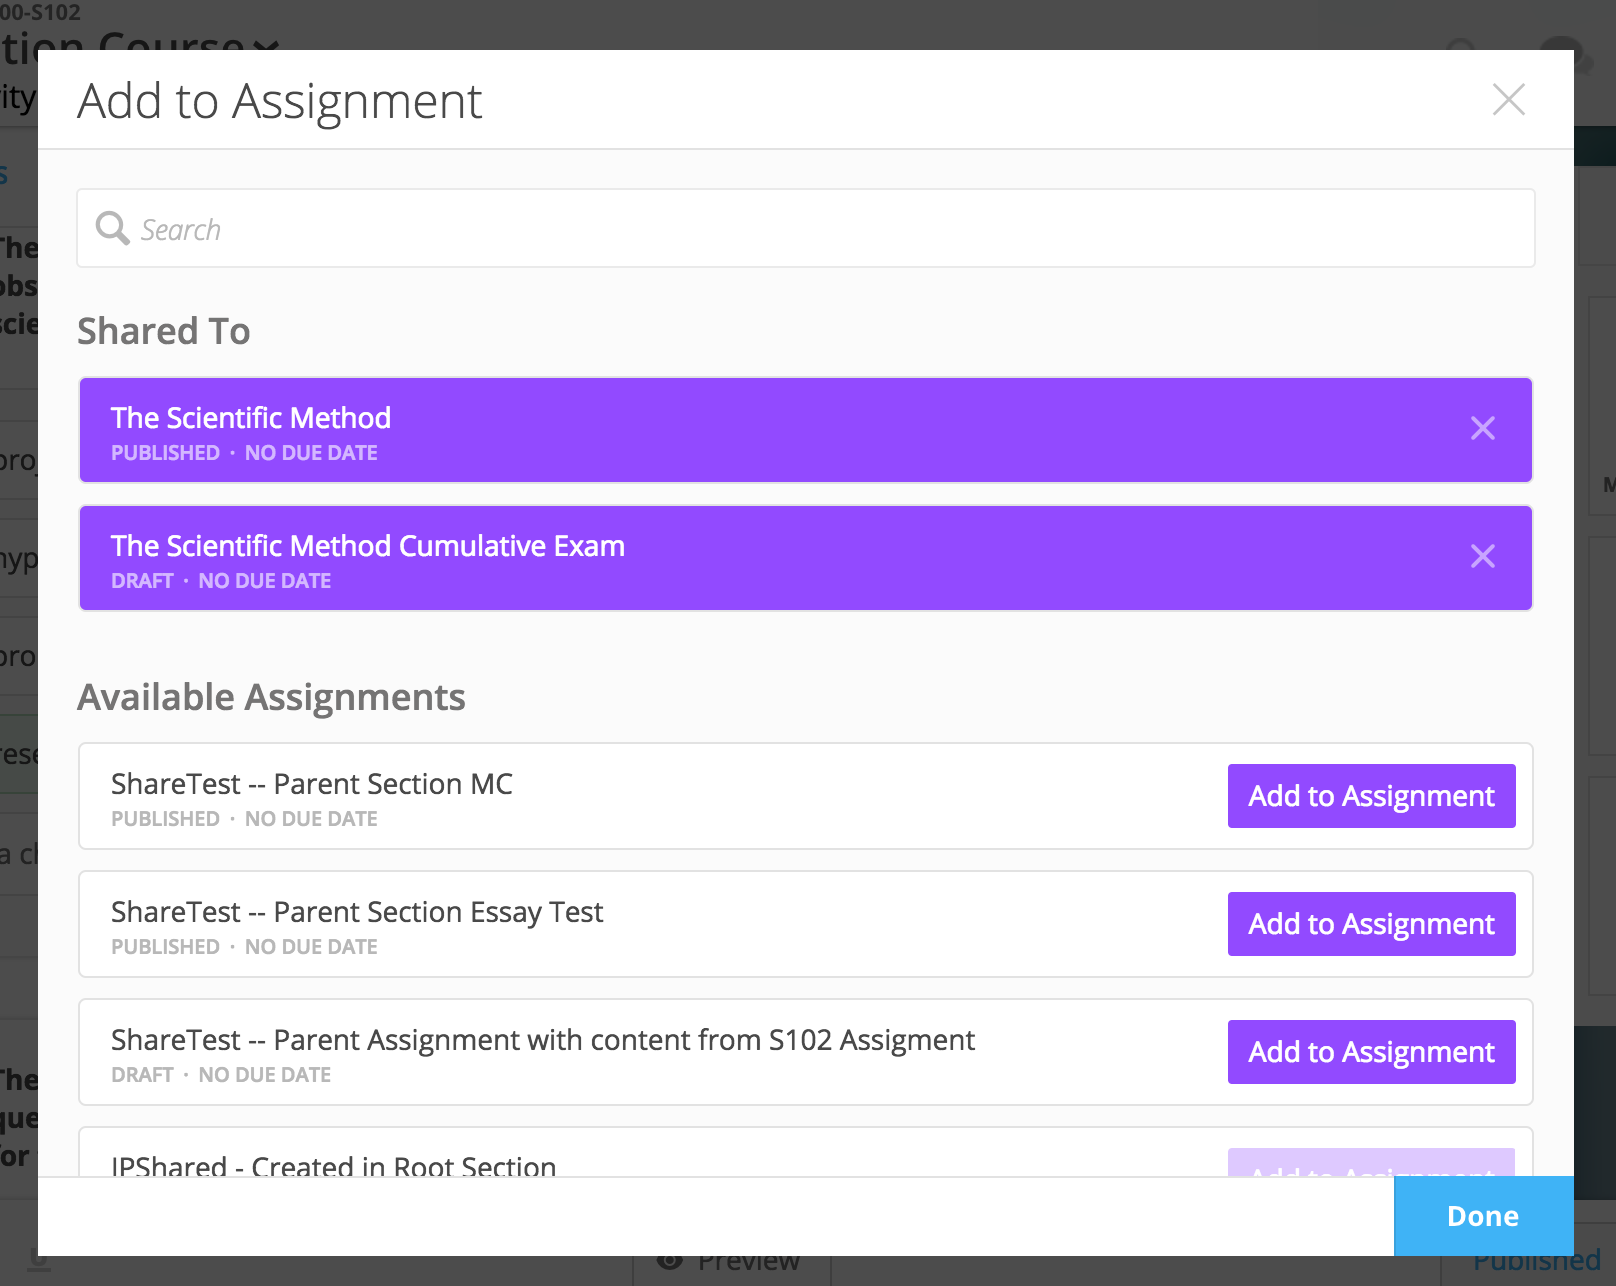 00-S102
tion Course
ity
Add to Assignment
s
Search
The
obs
scie
Shared To
The Scientific Method
PUBLISHED · NO DUE DATE
The Scientific Method Cumulative Exam
DRAFT · NO DUE DATE
pro
hyp
pro
rese
a ch
M
Available Assignments
ShareTest -- Parent Section MC
PUBLISHED · NO DUE DATE
Add to Assignment
ShareTest -- Parent Section Essay Test
PUBLISHED · NO DUE DATE
Add to Assignment
ShareTest -- Parent Assignment with content from S102 Assigment
DRAFT · NO DUE DATE
Add to Assignment
The
que
for
IPShared - Created in Root Section
Add to Assignment
Done
Preview
Published